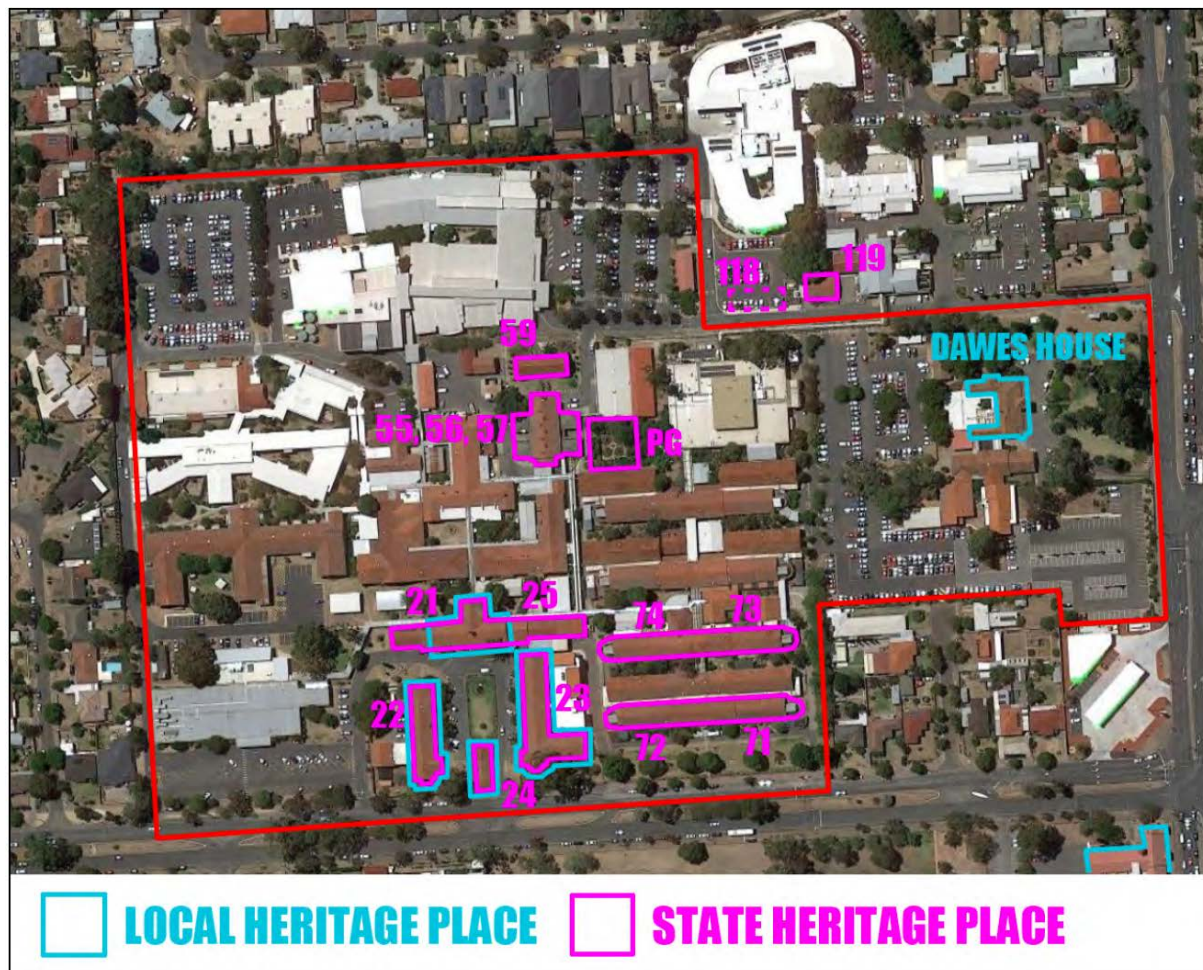 118
119
59
DAWES HOUSE
55, 56, 57
PG
21
25
74
73
22
23
72
71
24
LOCAL HERITAGE PLACE
STATE HERITAGE PLACE